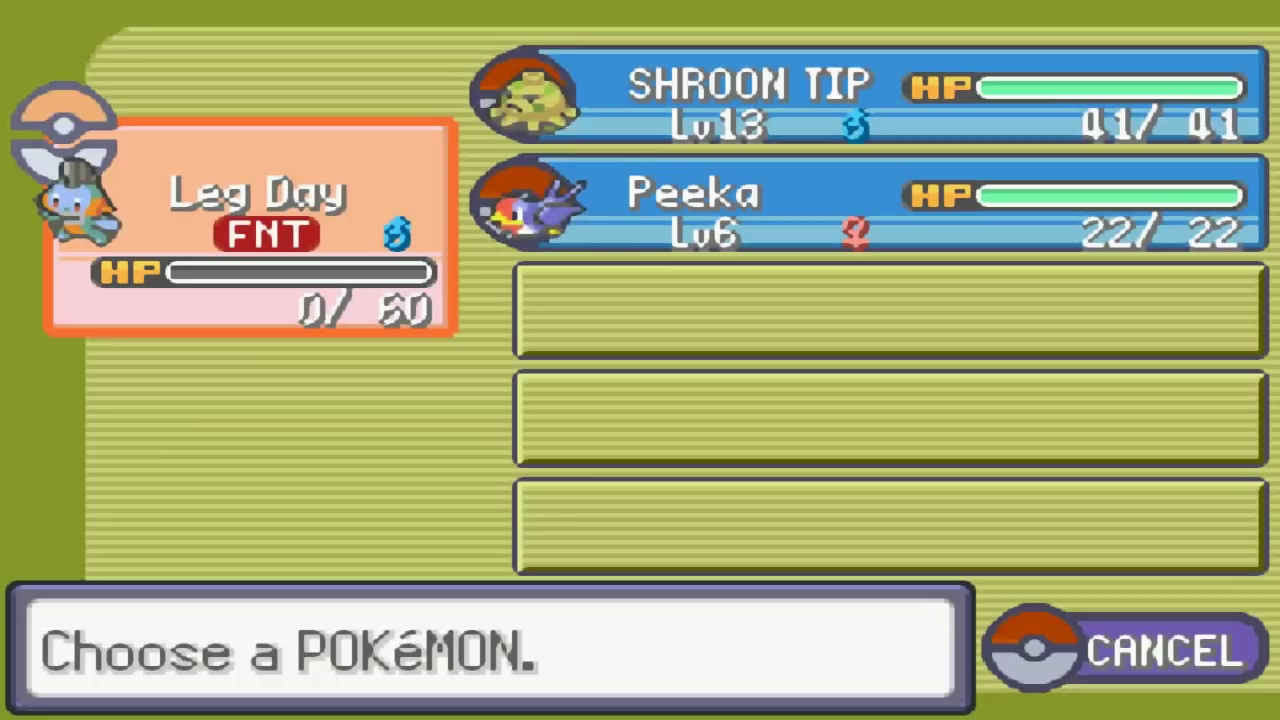 Leg Day
FNT ♂
HP
0/ 60
SHROON TIP HP
Lv13 ♂ 41/ 41
Peeka HP
Lv6 ♀ 22/ 22
Choose a POKéMON.
CANCEL